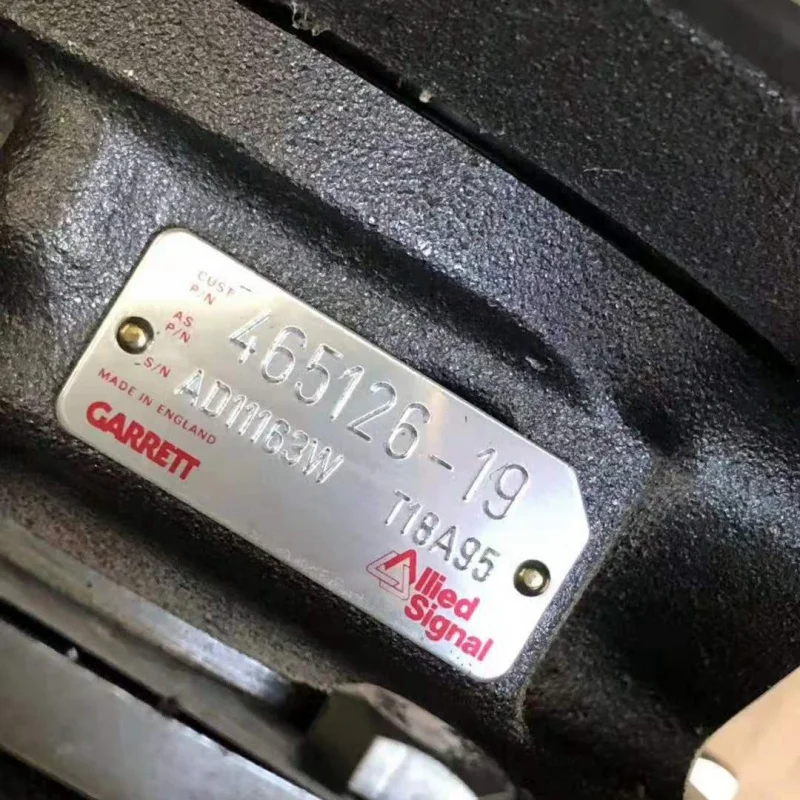 CUST P/N -
AS P/N 465126-19
S/N AD11163W T18A95
MADE IN ENGLAND
GARRETT
Allied
Signal